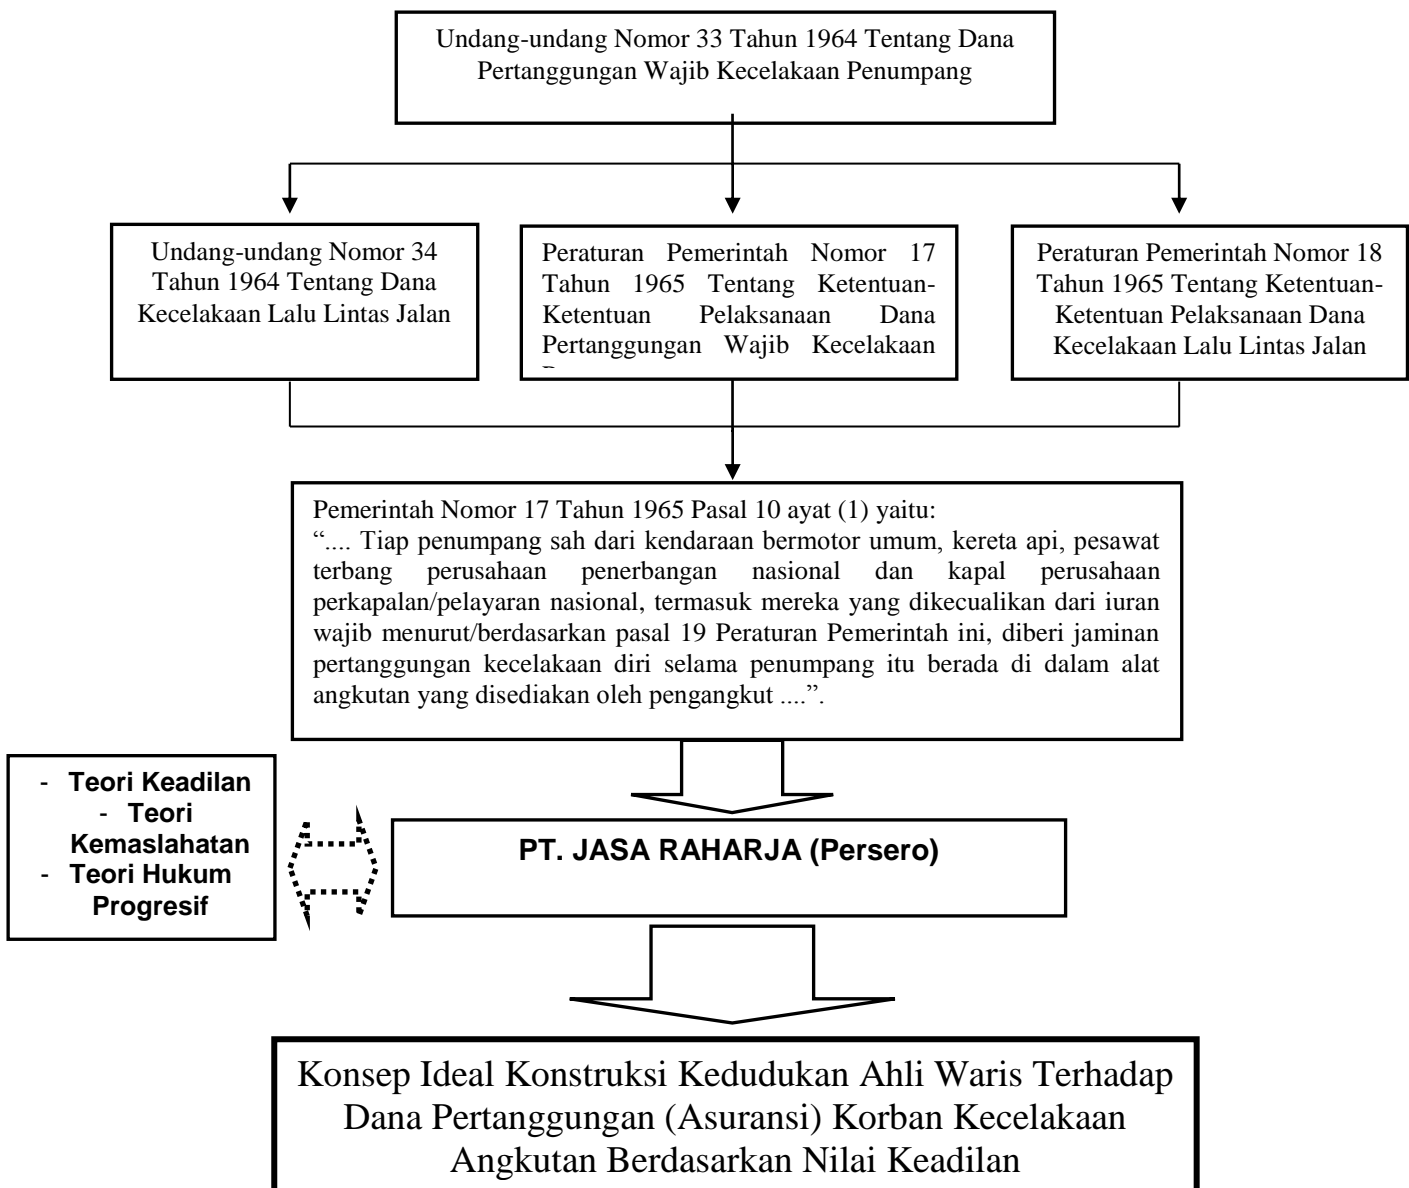 Undang-undang Nomor 33 Tahun 1964 Tentang Dana
Pertanggungan Wajib Kecelakaan Penumpang
Undang-undang Nomor 34
Tahun 1964 Tentang Dana
Kecelakaan Lalu Lintas Jalan
Peraturan Pemerintah Nomor 17
Tahun 1965 Tentang Ketentuan-
Ketentuan Pelaksanaan Dana
Pertanggungan Wajib Kecelakaan
Peraturan Pemerintah Nomor 18
Tahun 1965 Tentang Ketentuan-
Ketentuan Pelaksanaan Dana
Kecelakaan Lalu Lintas Jalan
Pemerintah Nomor 17 Tahun 1965 Pasal 10 ayat (1) yaitu:
“.... Tiap penumpang sah dari kendaraan bermotor umum, kereta api, pesawat
terbang perusahaan penerbangan nasional dan kapal perusahaan
perkapalan/pelayaran nasional, termasuk mereka yang dikecualikan dari iuran
wajib menurut/berdasarkan pasal 19 Peraturan Pemerintah ini, diberi jaminan
pertanggungan kecelakaan diri selama penumpang itu berada di dalam alat
angkutan yang disediakan oleh pengangkut ....”.
- Teori Keadilan
- Teori
Kemaslahatan
- Teori Hukum
Progresif
PT. JASA RAHARJA (Persero)
Konsep Ideal Konstruksi Kedudukan Ahli Waris Terhadap
Dana Pertanggungan (Asuransi) Korban Kecelakaan
Angkutan Berdasarkan Nilai Keadilan